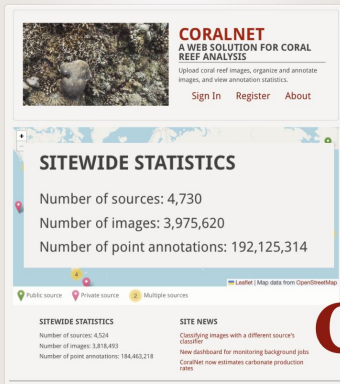 CORALNET
A WEB SOLUTION FOR CORAL
REEF ANALYSIS
Upload coral reef images, organize and annotate
images, and view annotation statistics.
Sign In Register About
+
SITEWIDE STATISTICS
Number of sources: 4,730
Number of images: 3,975,620
Number of point annotations: 192,125,314
4
Leaflet | Map data from OpenStreetMap
Public source Private source 2 Multiple sources
SITEWIDE STATISTICS
Number of sources: 4,524
Number of images: 3,818,493
Number of point annotations: 184,463,218
SITE NEWS
Classifying images with a different source's
classifier
New dashboard for monitoring background jobs
CoralNet now estimates carbonate production
rates